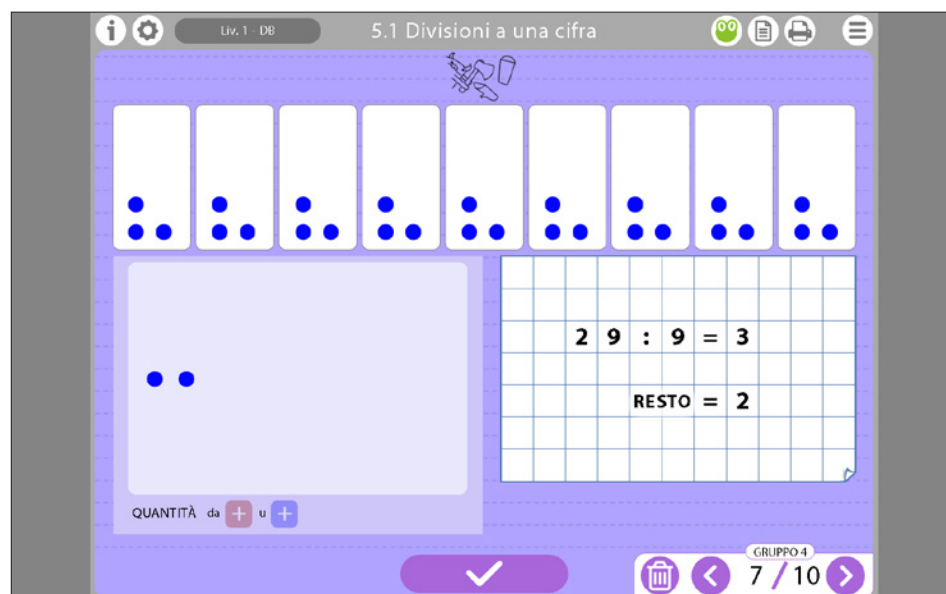 Liv. 1 - DB
5.1 Divisioni a una cifra
2 9 : 9 = 3
RESTO = 2
QUANTITÀ da + u +
GRUPPO 4
7 / 10